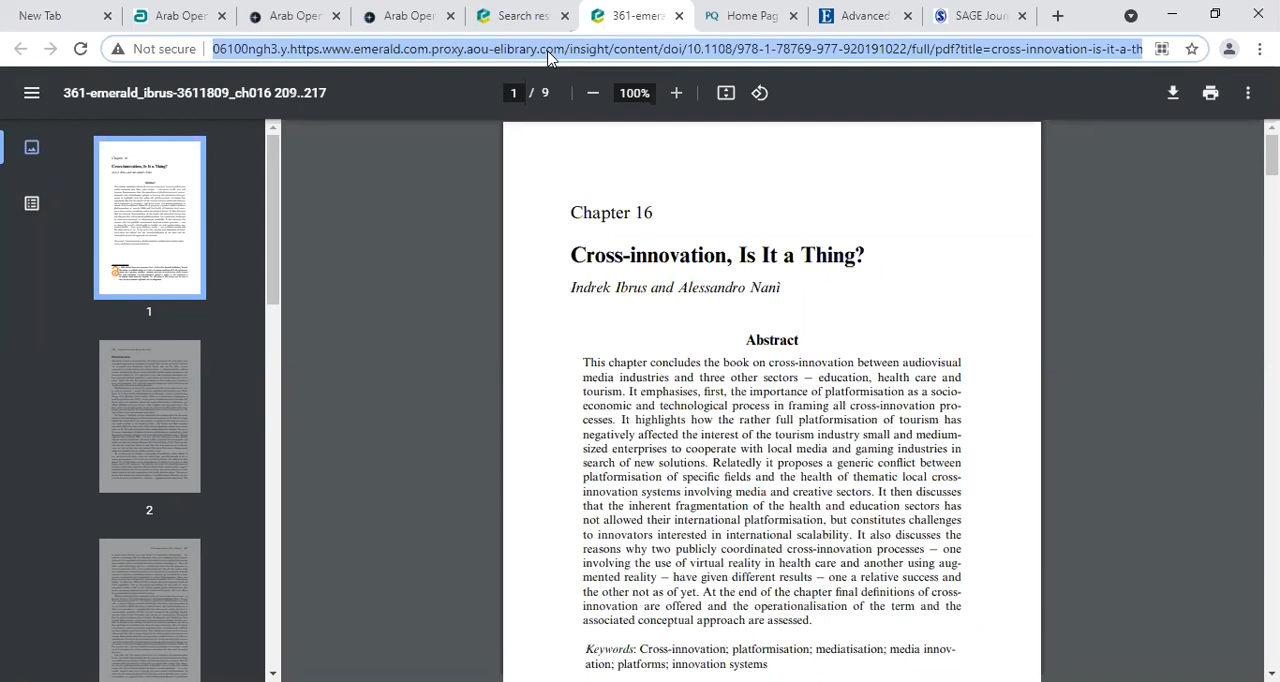 New Tab
Arab Oper
Arab Oper
Arab Oper
Search res
361-emera
PQ Home Pag
Advanced
SAGE Jour
Not secure
06100ngh3.y.https.www.emerald.com.proxy.aou-elibrary.com/insight/content/doi/10.1108/978-1-78769-977-920191022/full/pdf?title=cross-innovation-is-it-a-th
361-emerald_ibrus-3611809_ch016 209..217
1 / 9
100%
Chapter 16
Cross-innovation, Is It a Thing?
Indrek Ibrus and Alessandro Nanì
Abstract
This chapter concludes the book on cross-innovation between audiovisual
media industries and three other sectors – education, health care and
tourism. It emphasises, first, the importance of platformisation as a socio-
economic and technological process in framing all cross-innovation pro-
cesses. It highlights how the rather full platformisation of tourism has
negatively affected the interest of the tourism industry small and medium-
sized enterprises to cooperate with local media and gaming industries in
search of new solutions. Relatedly it proposes a generic conflict between
platformisation of specific fields and the health of thematic local cross-
innovation systems involving media and creative sectors. It then discusses
that the inherent fragmentation of the health and education sectors has
not allowed their international platformisation, but constitutes challenges
to innovators interested in international scalability. It also discusses the
reasons why two publicly coordinated cross-innovation processes – one
involving the use of virtual reality in health care and another using aug-
mented reality – have given different results – one a relative success and
the other not as of yet. At the end of the chapter final definitions of cross-
innovation are offered and the operationalisation of the term and the
associated conceptual approach are assessed.
Keywords: Cross-innovation; platformisation; mediatisation; media innov-
ation; platforms; innovation systems
1
2